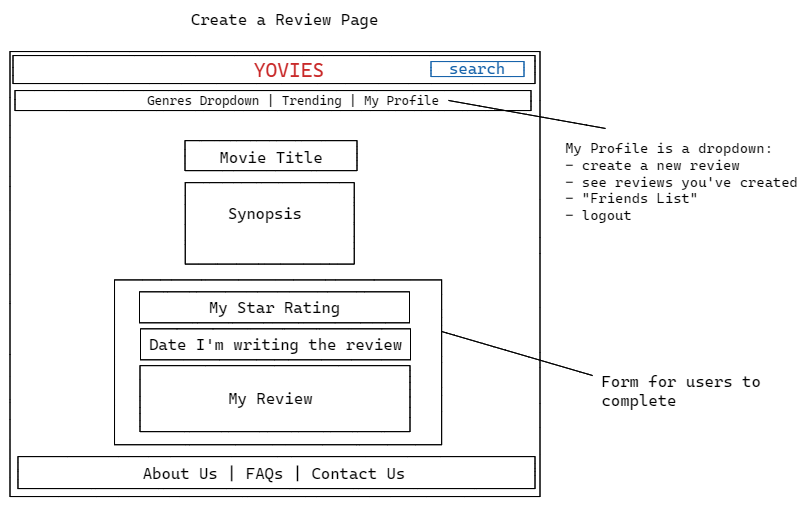 Create a Review Page
YOVIES
search
Genres Dropdown | Trending | My Profile
My Profile is a dropdown:
- create a new review
- see reviews you've created
- "Friends List"
- logout
Movie Title
Synopsis
My Star Rating
Date I'm writing the review
My Review
Form for users to
complete
About Us | FAQs | Contact Us